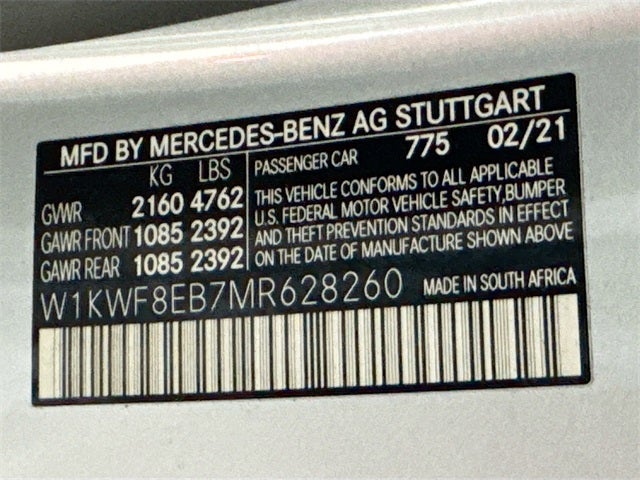 MFD BY MERCEDES-BENZ AG STUTTGART
KG LBS
GVWR 2160 4762
GAWR FRONT 1085 2392
GAWR REAR 1085 2392
PASSENGER CAR 775 02/21
THIS VEHICLE CONFORMS TO ALL APPLICABLE
U.S. FEDERAL MOTOR VEHICLE SAFETY,BUMPER
AND THEFT PREVENTION STANDARDS IN EFFECT
ON THE DATE OF MANUFACTURE SHOWN ABOVE
W1KWF8EB7MR628260 MADE IN SOUTH AFRICA